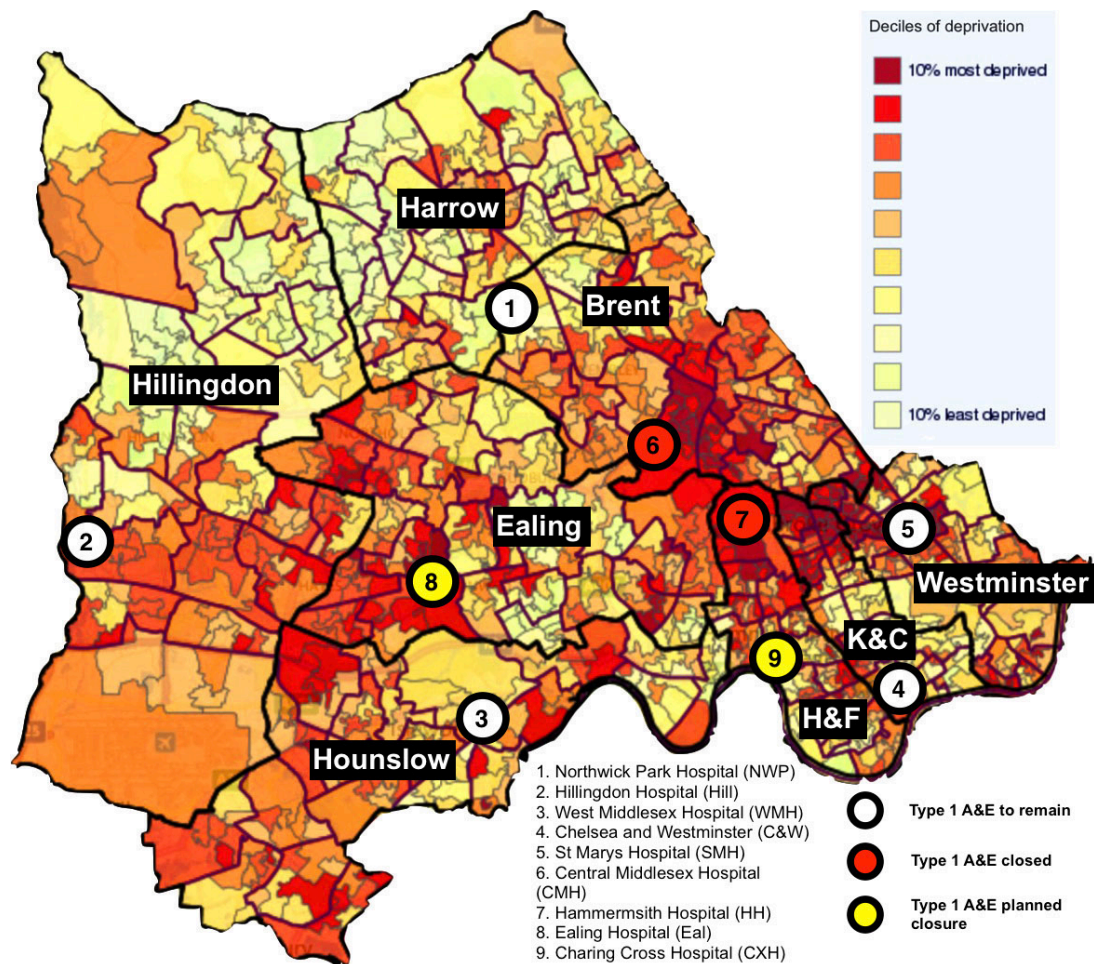 Deciles of deprivation
10% most deprived
10% least deprived
Harrow
1
Brent
Hillingdon
6
7
5
2
Ealing
8
Westminster
K&C
9
4
3
H&F
Hounslow
1. Northwick Park Hospital (NWP)
2. Hillingdon Hospital (Hill)
3. West Middlesex Hospital (WMH)
4. Chelsea and Westminster (C&W)
5. St Marys Hospital (SMH)
6. Central Middlesex Hospital
(CMH)
7. Hammermsith Hospital (HH)
8. Ealing Hospital (Eal)
9. Charing Cross Hospital (CXH)
Type 1 A&E to remain
Type 1 A&E closed
Type 1 A&E planned
closure